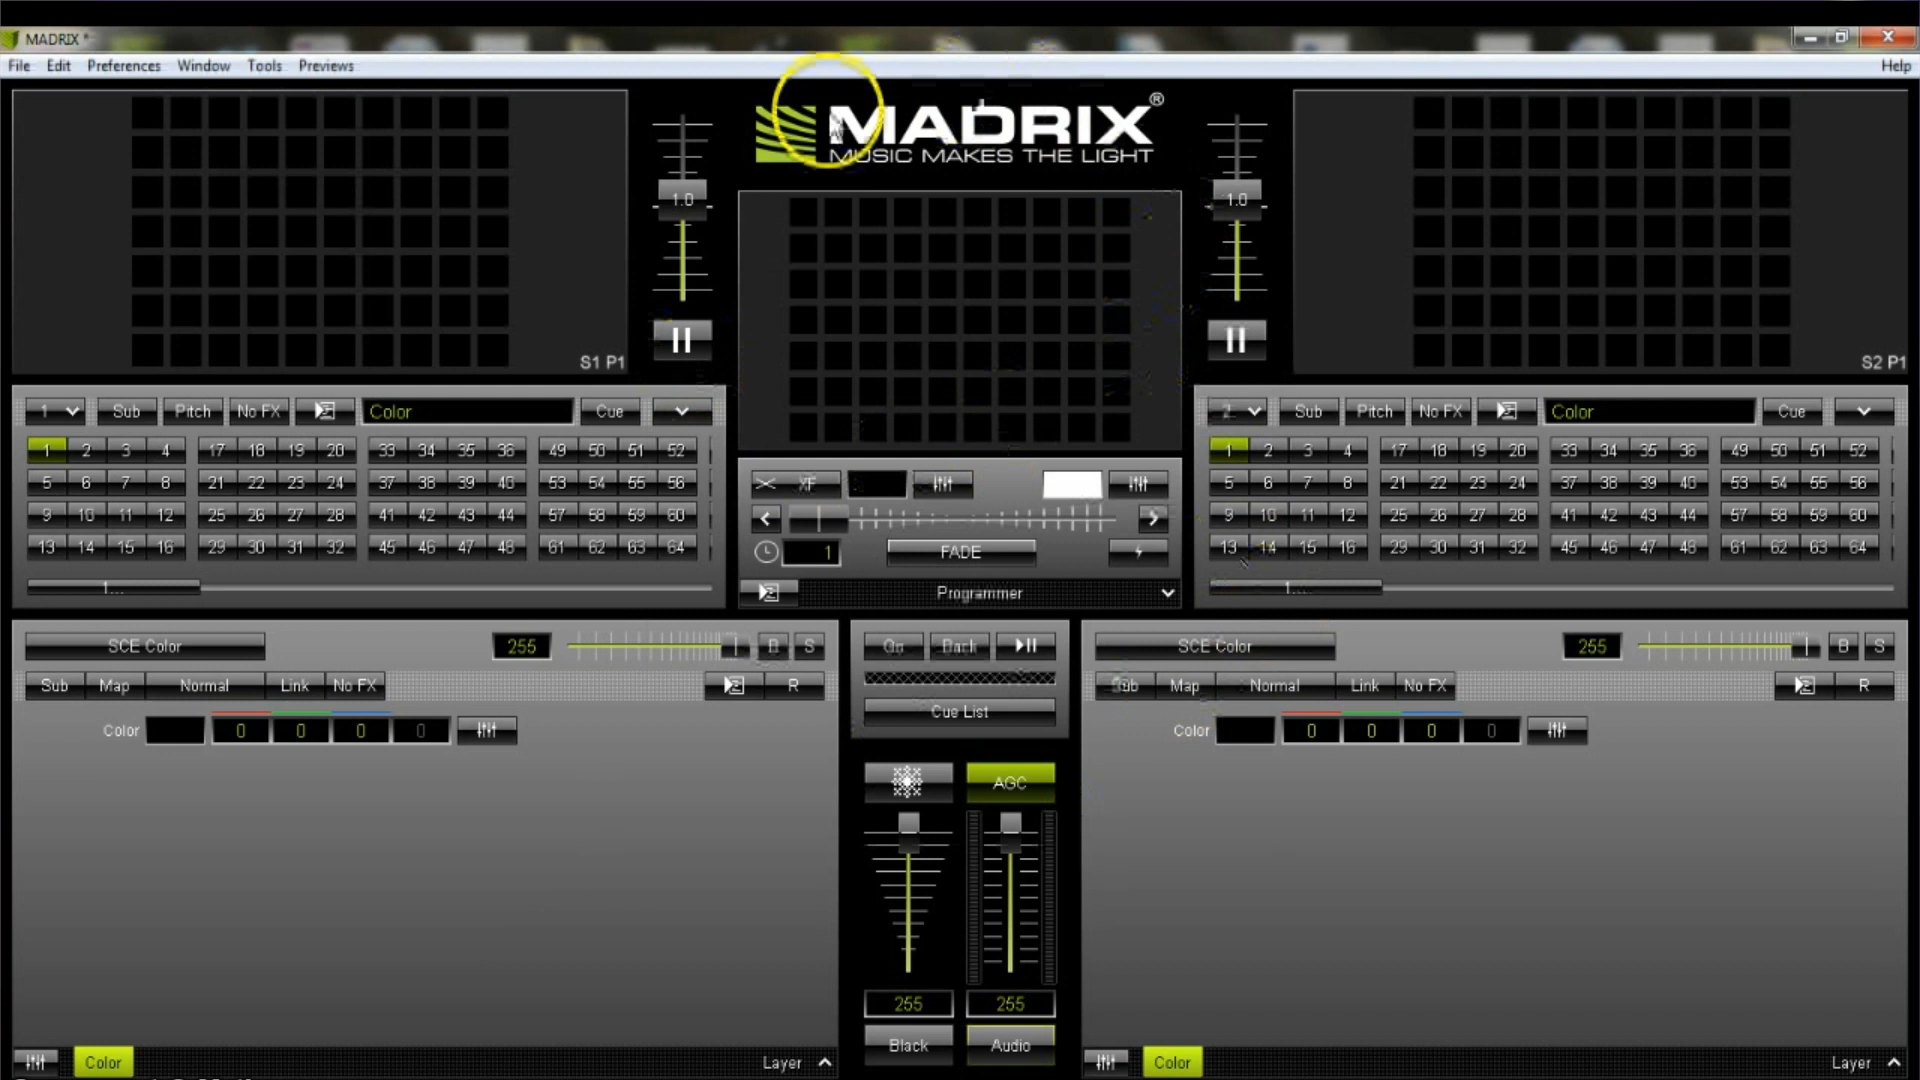 MADRIX *
File Edit Preferences Window Tools Previews Help
MADRIX ®
MUSIC MAKES THE LIGHT
1.0
1.0
S1 P1
S2 P1
1 Sub Pitch No FX Color Cue
1 2 3 4 17 18 19 20 33 34 35 36 49 50 51 52
5 6 7 8 21 22 23 24 37 38 39 40 53 54 55 56
9 10 11 12 25 26 27 28 41 42 43 44 57 58 59 60
13 14 15 16 29 30 31 32 45 46 47 48 61 62 63 64
1...
XF
1 FADE
Programmer
2 Sub Pitch No FX Color Cue
1 2 3 4 17 18 19 20 33 34 35 36 49 50 51 52
5 6 7 8 21 22 23 24 37 38 39 40 53 54 55 56
9 10 11 12 25 26 27 28 41 42 43 44 57 58 59 60
13 14 15 16 29 30 31 32 45 46 47 48 61 62 63 64
1...
SCE Color 255 B S
Sub Map Normal Link No FX R
Color 0 0 0 0
Go Back
Cue List
AGC
255 255
Black Audio
SCE Color 255 B S
Sub Map Normal Link No FX R
Color 0 0 0 0
Color Layer
Color Layer